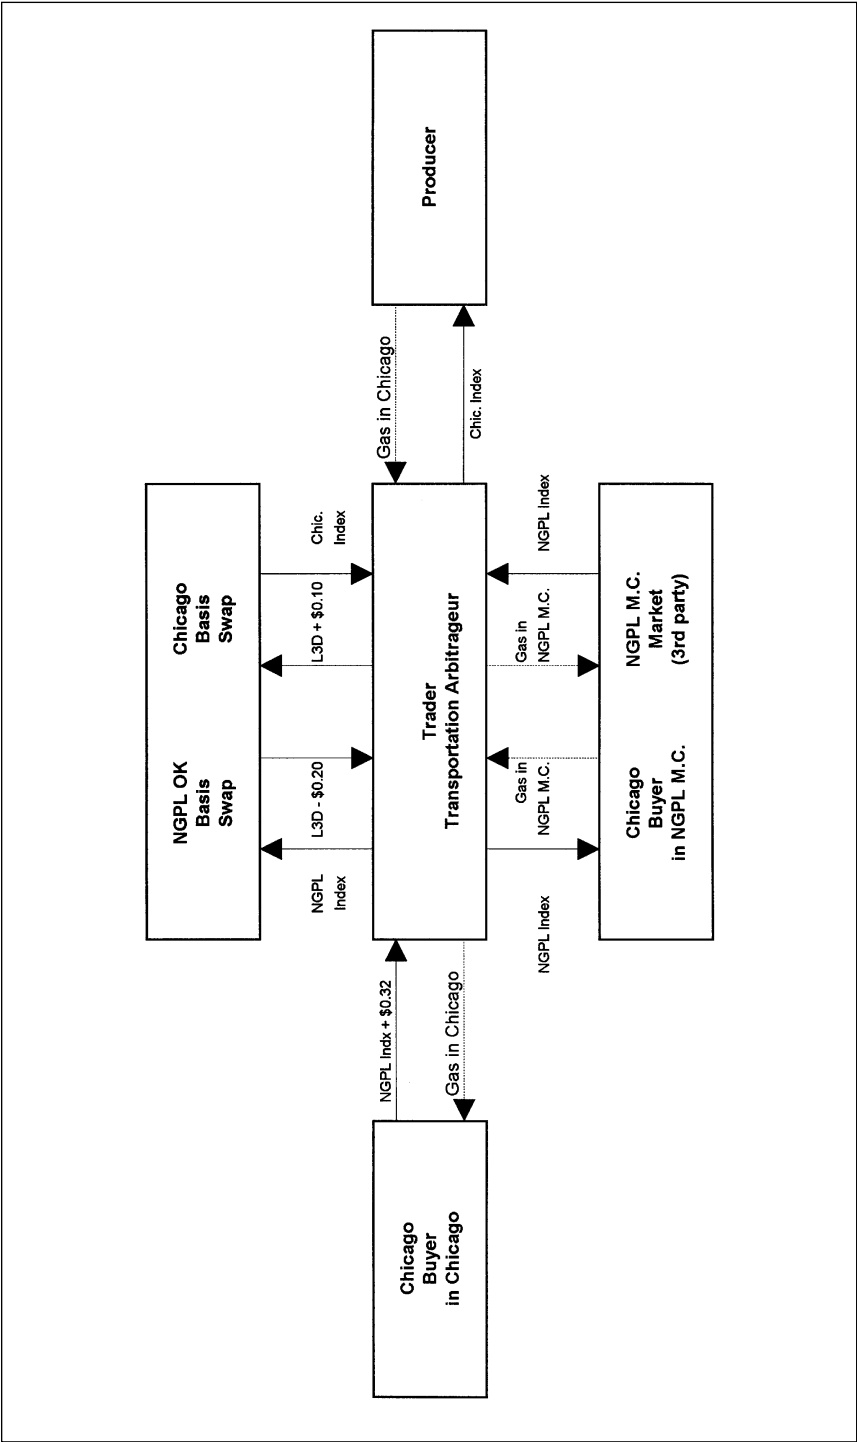 NGPL OK
Basis
Swap
Chicago
Basis
Swap
NGPL
Index
L3D - $0.20
L3D + $0.10
Chic.
Index
Chicago
Buyer
in Chicago
NGPL Indx + $0.32
Gas in Chicago
Trader
Transportation Arbitrageur
Gas in Chicago
Chic. Index
Producer
NGPL Index
Gas in
NGPL M.C.
Gas in
NGPL M.C.
NGPL Index
Chicago
Buyer
in NGPL M.C.
NGPL M.C.
Market
(3rd party)